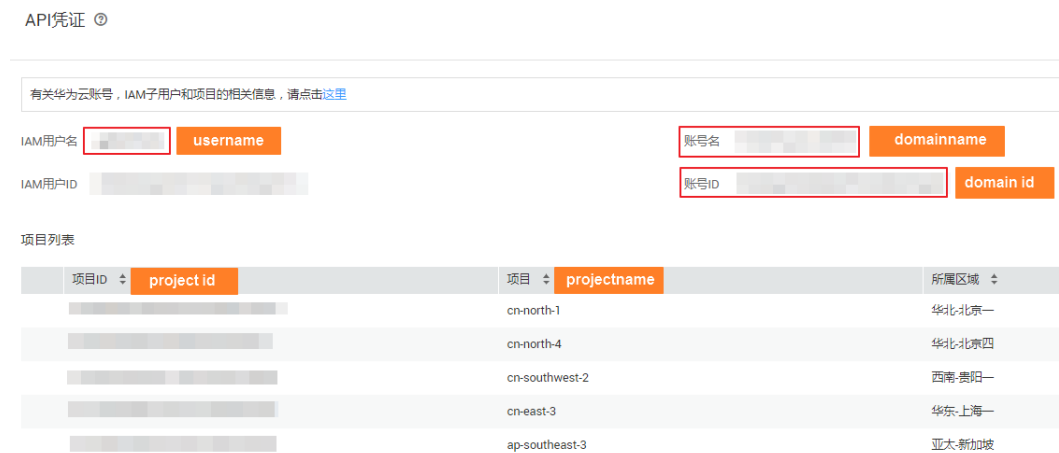 API凭证 ?
有关华为云账号，IAM子用户和项目的相关信息，请点击这里
IAM用户名 username 账号名 domainname
IAM用户ID 账号ID domain id
项目列表
项目ID project id 项目 projectname 所属区域
cn-north-1 华北-北京一
cn-north-4 华北-北京四
cn-southwest-2 西南-贵阳一
cn-east-3 华东-上海一
ap-southeast-3 亚太-新加坡